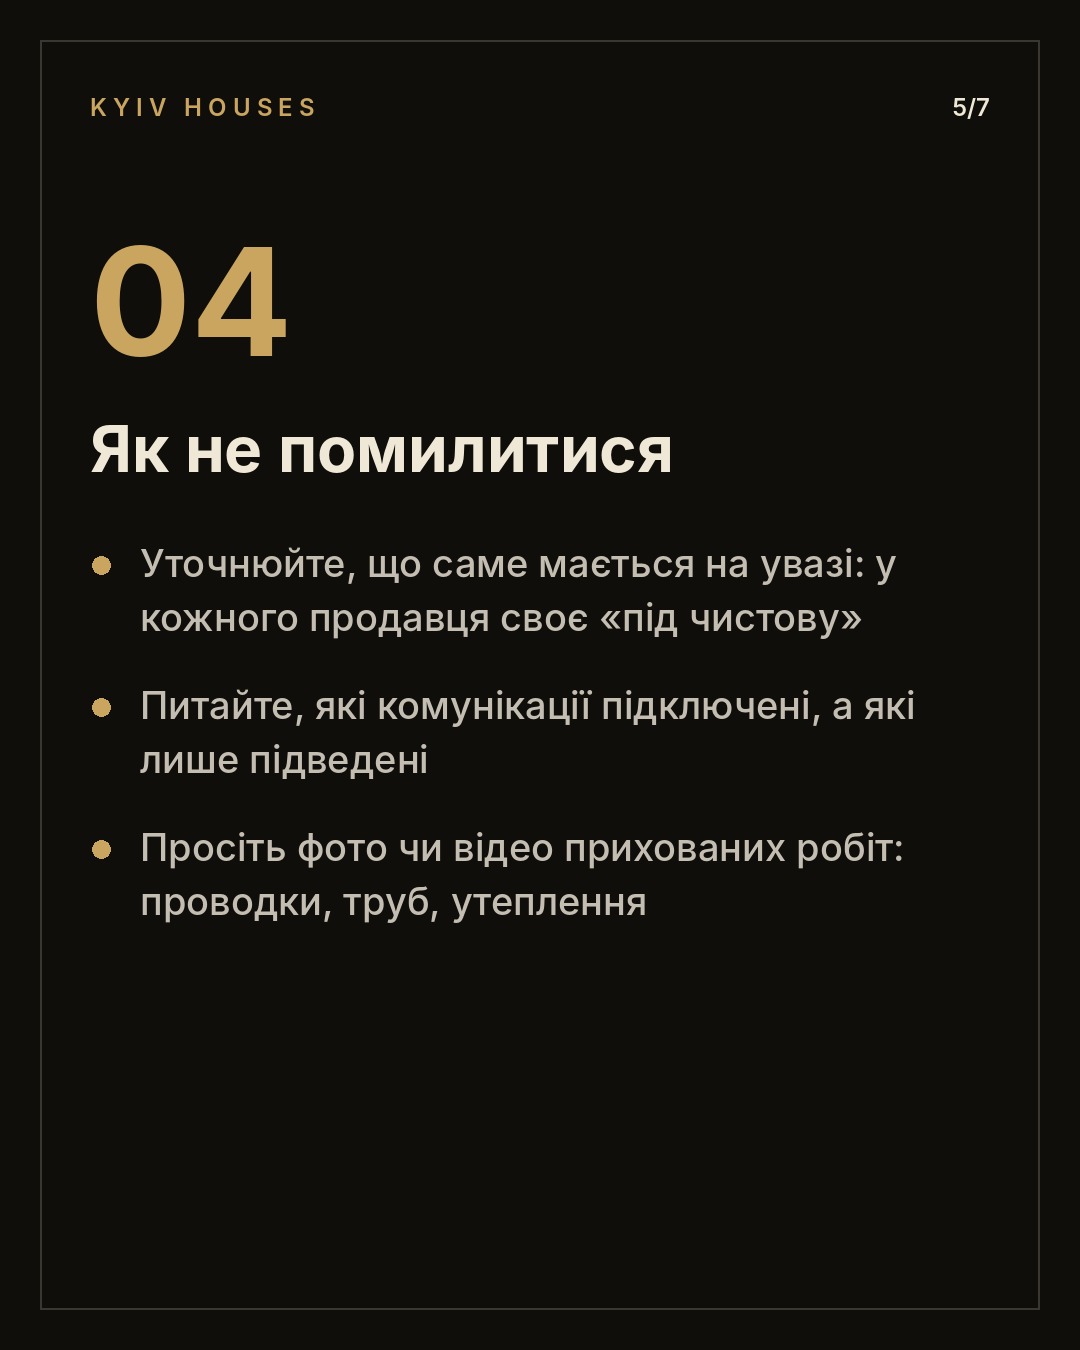 KYIV HOUSES
5/7
04
Як не помилитися
Уточнюйте, що саме мається на увазі: у
кожного продавця своє «під чистову»
Питайте, які комунікації підключені, а які
лише підведені
Просіть фото чи відео прихованих робіт:
проводки, труб, утеплення